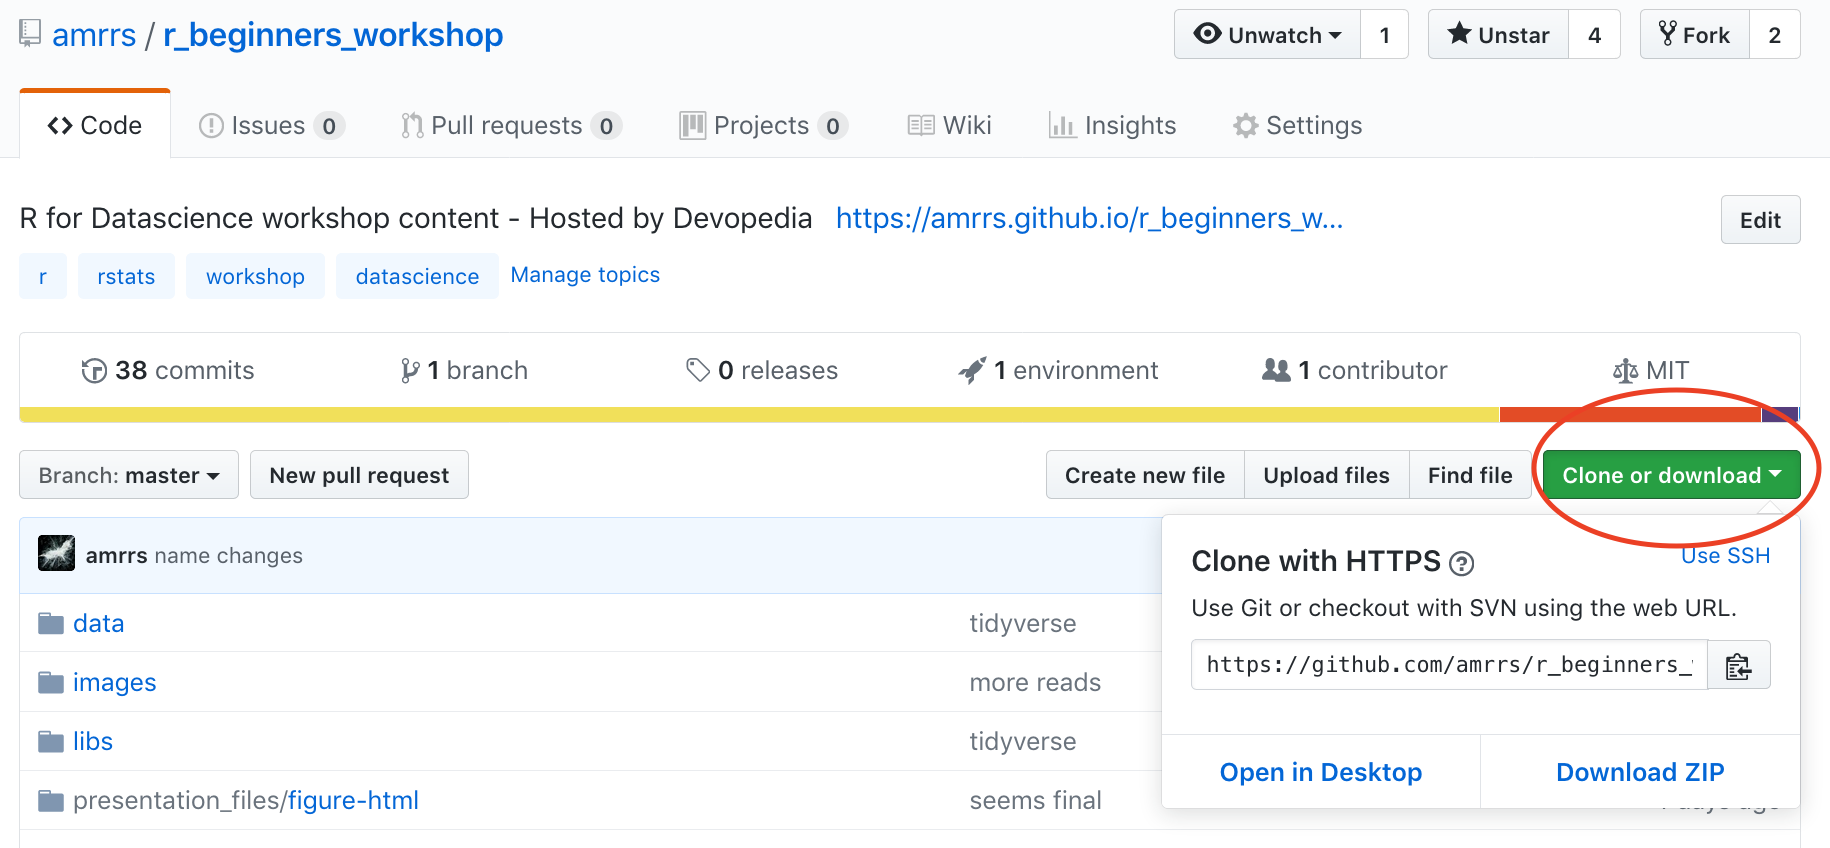 amrrs / r_beginners_workshop
Unwatch 1 Unstar 4 Fork 2
Code Issues 0 Pull requests 0 Projects 0 Wiki Insights Settings
R for Datascience workshop content - Hosted by Devopedia https://amrrs.github.io/r_beginners_w... Edit
r rstats workshop datascience Manage topics
38 commits 1 branch 0 releases 1 environment 1 contributor MIT
Branch: master New pull request Create new file Upload files Find file Clone or download
amrrs name changes
Clone with HTTPS ? Use SSH
Use Git or checkout with SVN using the web URL.
https://github.com/amrrs/r_beginners_
Open in Desktop Download ZIP
data tidyverse
images more reads
libs tidyverse
presentation_files/figure-html seems final